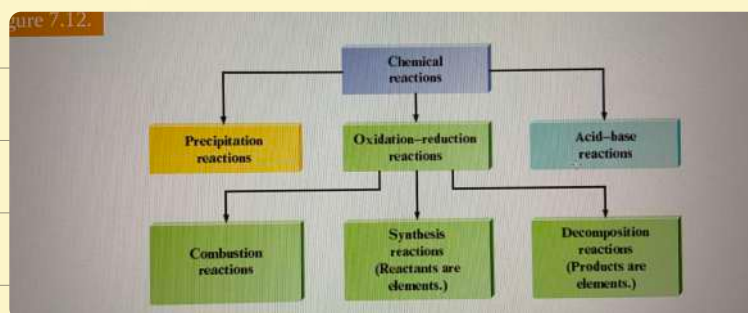 gure 7.12.
Chemical
reactions
Precipitation
reactions
Oxidation–reduction
reactions
Acid–base
reactions
Combustion
reactions
Synthesis
reactions
(Reactants are
elements.)
Decomposition
reactions
(Products are
elements.)